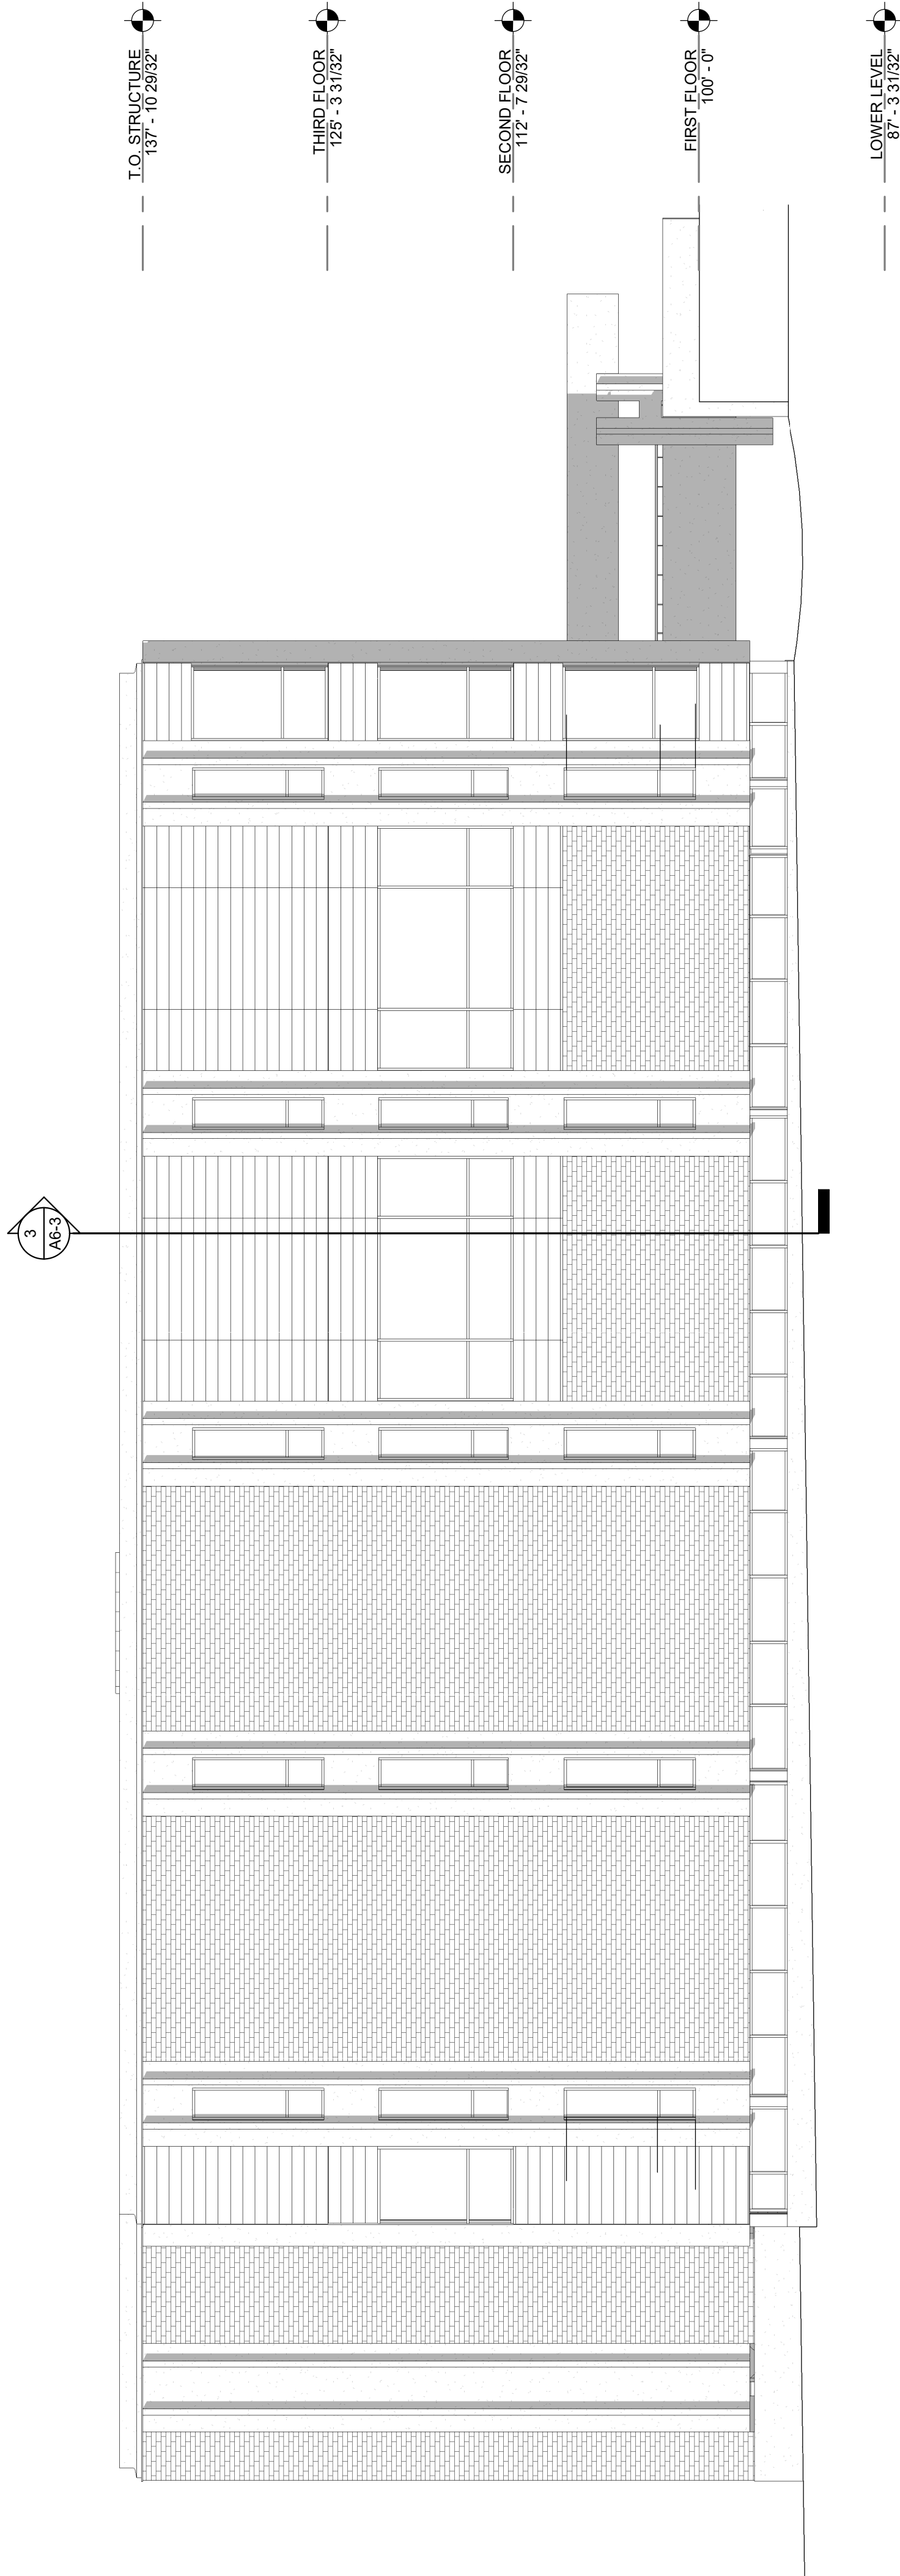 T.O. STRUCTURE
137' - 10 29/32"
THIRD FLOOR
125' - 3 31/32"
SECOND FLOOR
112' - 7 29/32"
FIRST FLOOR
100' - 0"
LOWER LEVEL
87' - 3 31/32"
3
A6-3